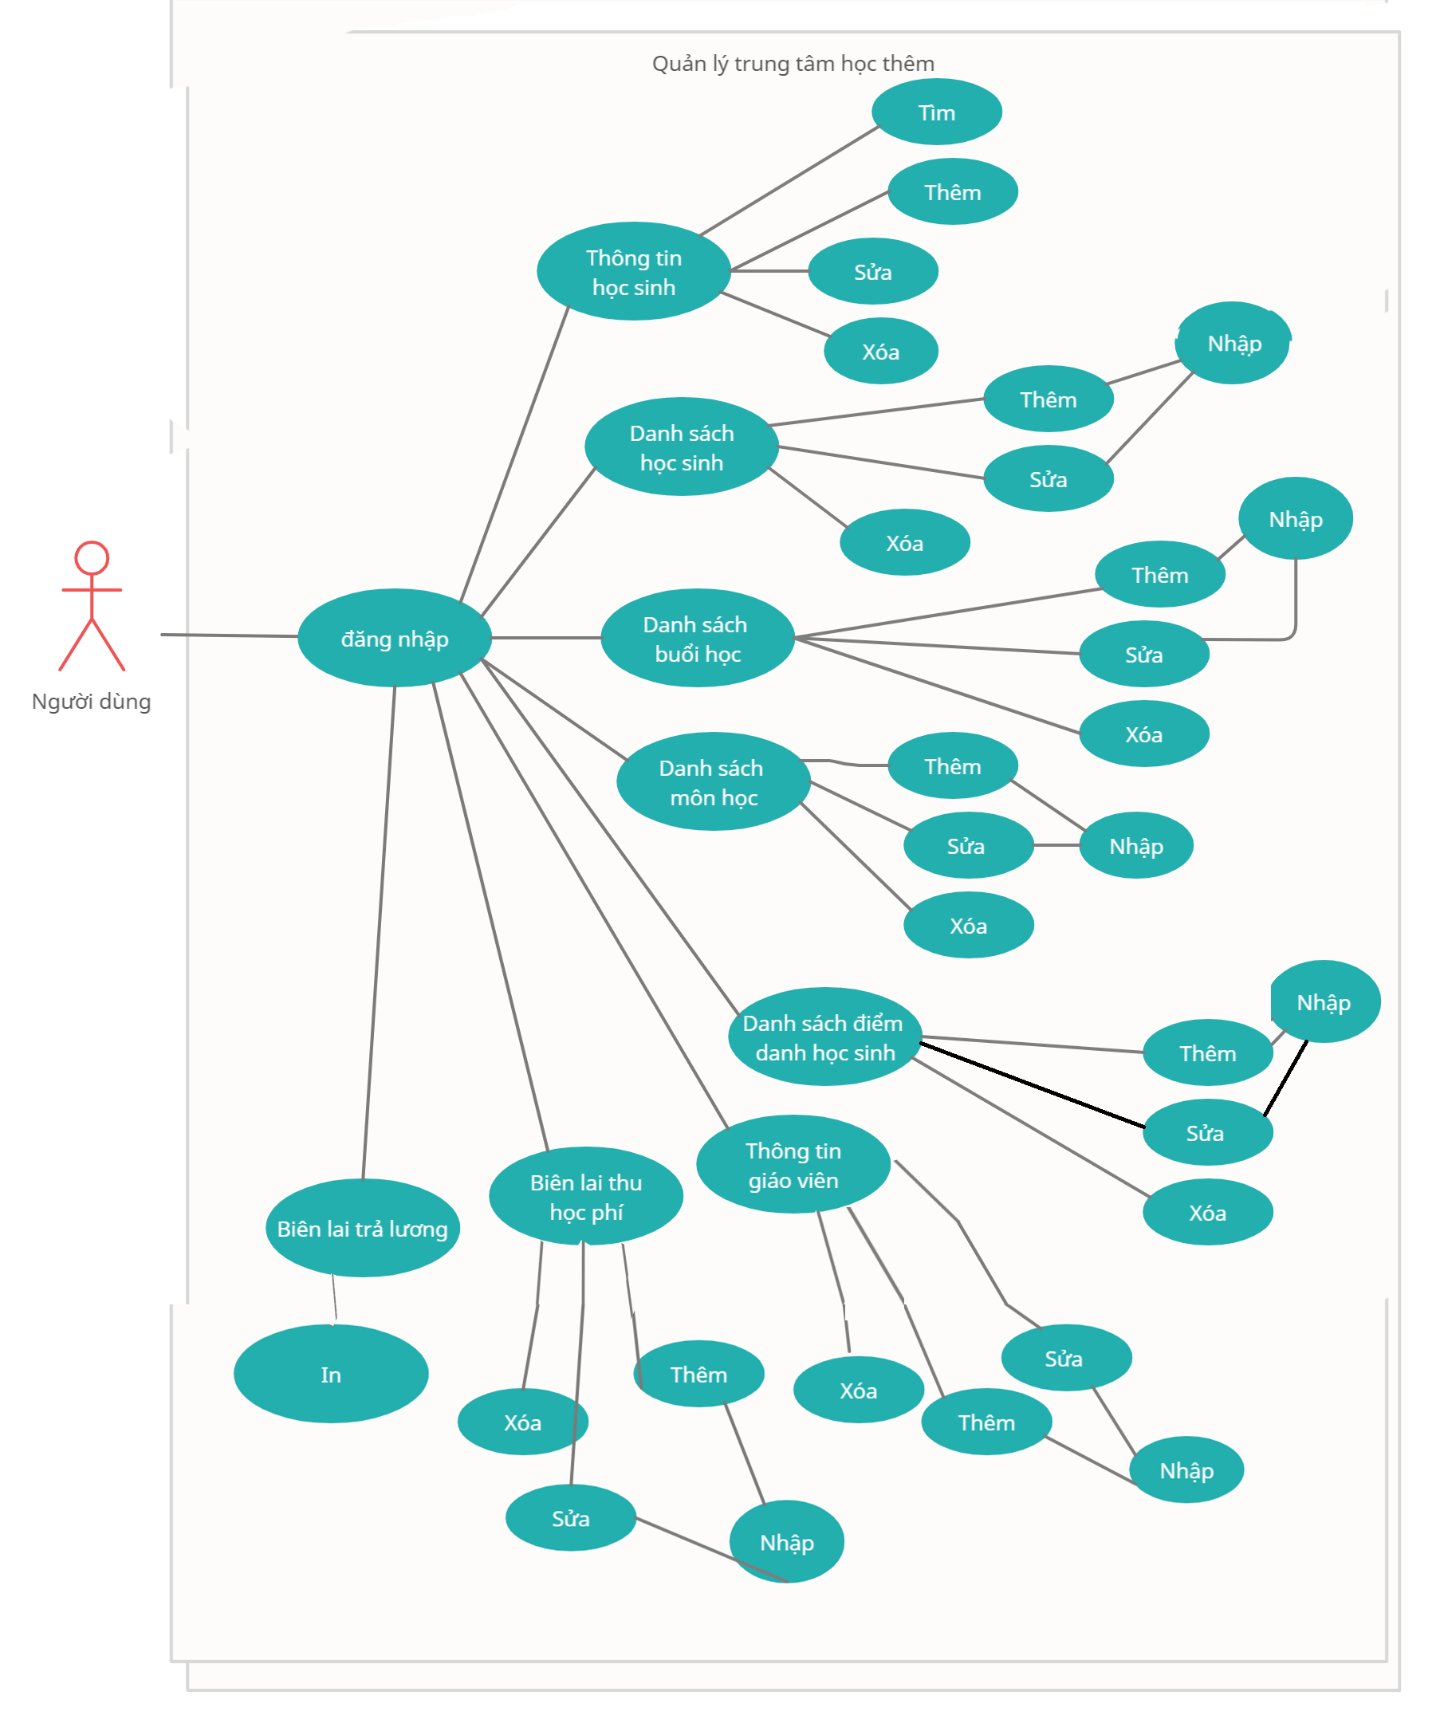 Quản lý trung tâm học thêm
Tìm
Thêm
Thông tin
học sinh
Sửa
Xóa
Nhập
Thêm
Danh sách
học sinh
Sửa
Xóa
Nhập
Thêm
Danh sách
buổi học
đăng nhập
Sửa
Người dùng
Xóa
Danh sách
môn học
Thêm
Sửa
Nhập
Xóa
Nhập
Danh sách điểm
danh học sinh
Thêm
Sửa
Thông tin
giáo viên
Biên lai thu
học phí
Xóa
Biên lai trả lương
Sửa
In
Thêm
Xóa
Xóa
Thêm
Nhập
Sửa
Nhập